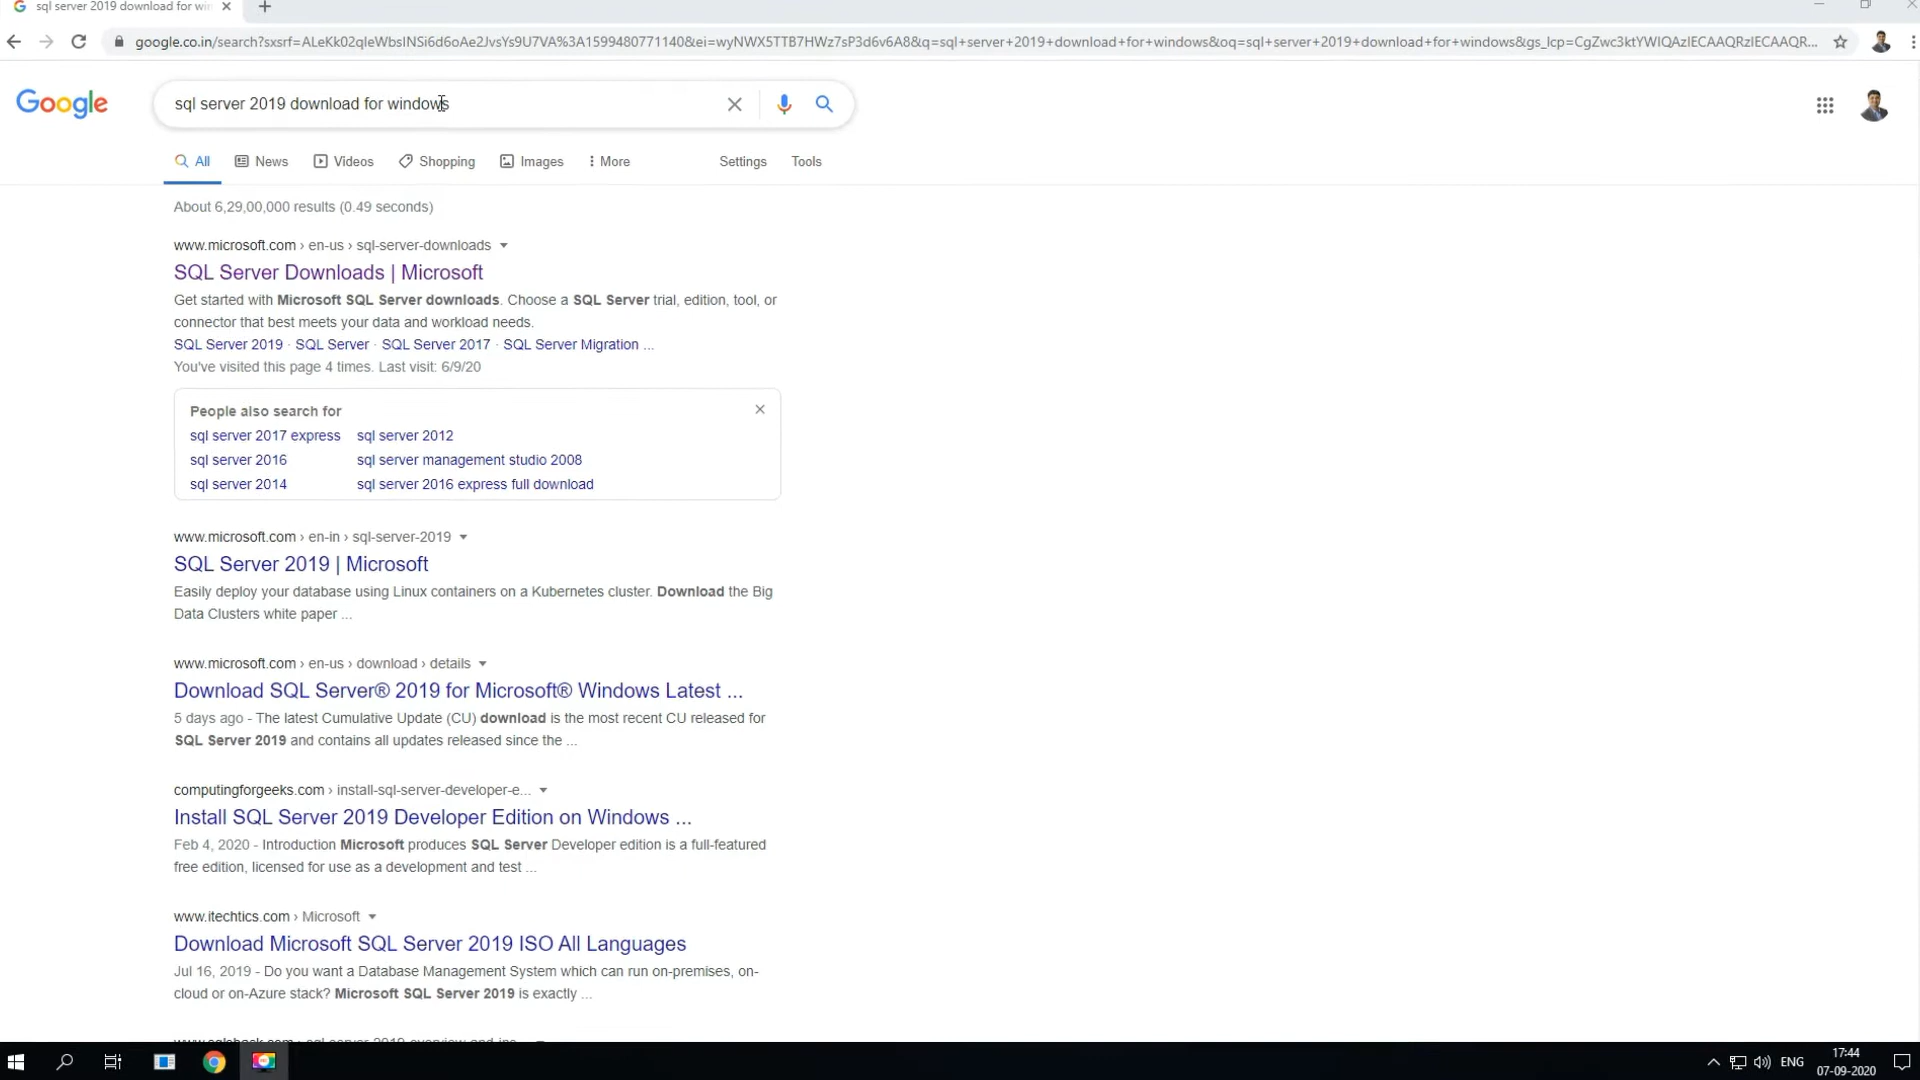 sql server 2019 download for win
google.co.in/search?sxsrf=ALeKk02qIeWbsINSi6d6oAe2JvsYs9U7VA%3A1599480771140&ei=wyNWX5TTB7HWz7sP3d6v6A8&q=sql+server+2019+download+for+windows&oq=sql+server+2019+download+for+windows&gs_lcp=CgZwc3ktYWIQAzIECAAQRzIECAAQR...
Google
sql server 2019 download for windows
All News Videos Shopping Images More Settings Tools
About 6,29,00,000 results (0.49 seconds)
www.microsoft.com › en-us › sql-server-downloads
SQL Server Downloads | Microsoft
Get started with Microsoft SQL Server downloads. Choose a SQL Server trial, edition, tool, or
connector that best meets your data and workload needs.
SQL Server 2019 · SQL Server · SQL Server 2017 · SQL Server Migration ...
You've visited this page 4 times. Last visit: 6/9/20
People also search for
sql server 2017 express sql server 2012
sql server 2016 sql server management studio 2008
sql server 2014 sql server 2016 express full download
www.microsoft.com › en-in › sql-server-2019
SQL Server 2019 | Microsoft
Easily deploy your database using Linux containers on a Kubernetes cluster. Download the Big
Data Clusters white paper ...
www.microsoft.com › en-us › download › details
Download SQL Server® 2019 for Microsoft® Windows Latest ...
5 days ago - The latest Cumulative Update (CU) download is the most recent CU released for
SQL Server 2019 and contains all updates released since the ...
computingforgeeks.com › install-sql-server-developer-e...
Install SQL Server 2019 Developer Edition on Windows ...
Feb 4, 2020 - Introduction Microsoft produces SQL Server Developer edition is a full-featured
free edition, licensed for use as a development and test ...
www.itechtics.com › Microsoft
Download Microsoft SQL Server 2019 ISO All Languages
Jul 16, 2019 - Do you want a Database Management System which can run on-premises, on-
cloud or on-Azure stack? Microsoft SQL Server 2019 is exactly ...
ENG
17:44
07-09-2020